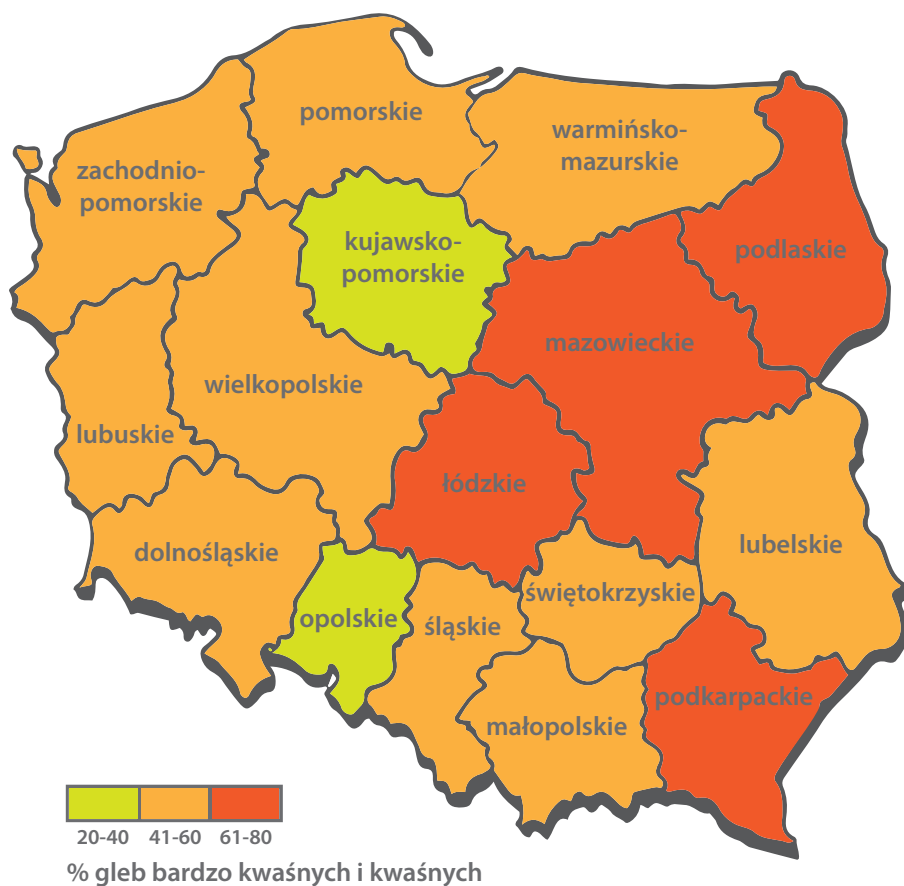 pomorskie
warmińsko-
mazurskie
zachodnio-
pomorskie
kujawsko-
pomorskie
podlaskie
mazowieckie
wielkopolskie
lubuskie
łódzkie
dolnośląskie
lubelskie
opolskie
śląskie
świętokrzyskie
podkarpackie
małopolskie
20-40 41-60 61-80
% gleb bardzo kwaśnych i kwaśnych